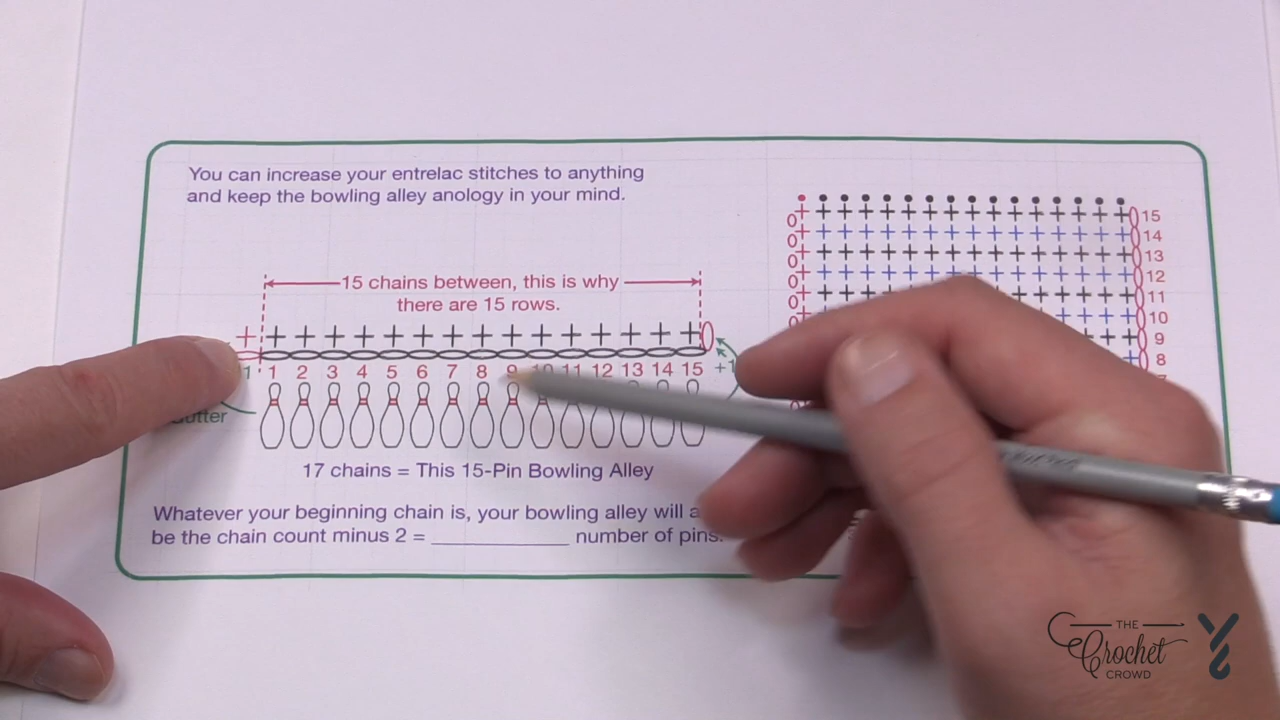 You can increase your entrelac stitches to anything
and keep the bowling alley anology in your mind.
15 chains between, this is why
there are 15 rows.
1 1 2 3 4 5 6 7 8 9 10 11 12 13 14 15 +1
17 chains = This 15-Pin Bowling Alley
Whatever your beginning chain is, your bowling alley will
be the chain count minus 2 = ____________ number of pins.
15
14
13
12
11
10
9
8
THE
Crochet
CROWD